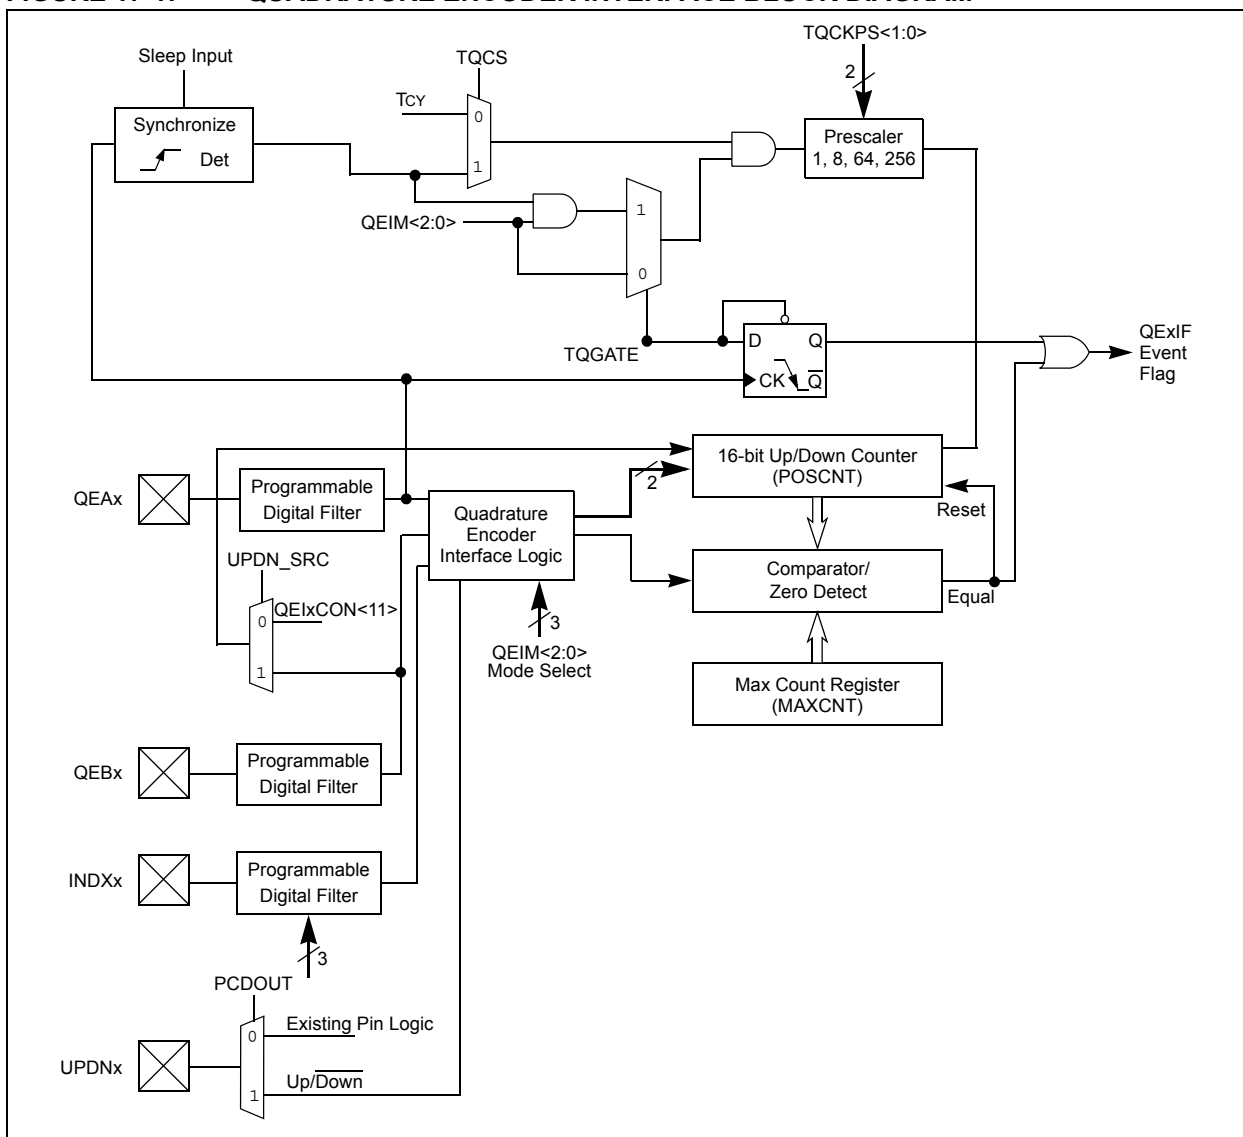 TQCKPS<1:0>
Sleep Input
TQCS
2
TCY
0
Synchronize
Det
1
Prescaler
1, 8, 64, 256
QEIM<2:0>
1
0
TQGATE
D
Q
CK
Q
QExIF
Event
Flag
16-bit Up/Down Counter
(POSCNT)
2
QEAx
Programmable
Digital Filter
Quadrature
Encoder
Interface Logic
Reset
UPDN_SRC
Comparator/
Zero Detect
Equal
0
QEIxCON<11>
1
3
QEIM<2:0>
Mode Select
Max Count Register
(MAXCNT)
QEBx
Programmable
Digital Filter
INDXx
Programmable
Digital Filter
3
PCDOUT
0
Existing Pin Logic
UPDNx
1
Up/Down